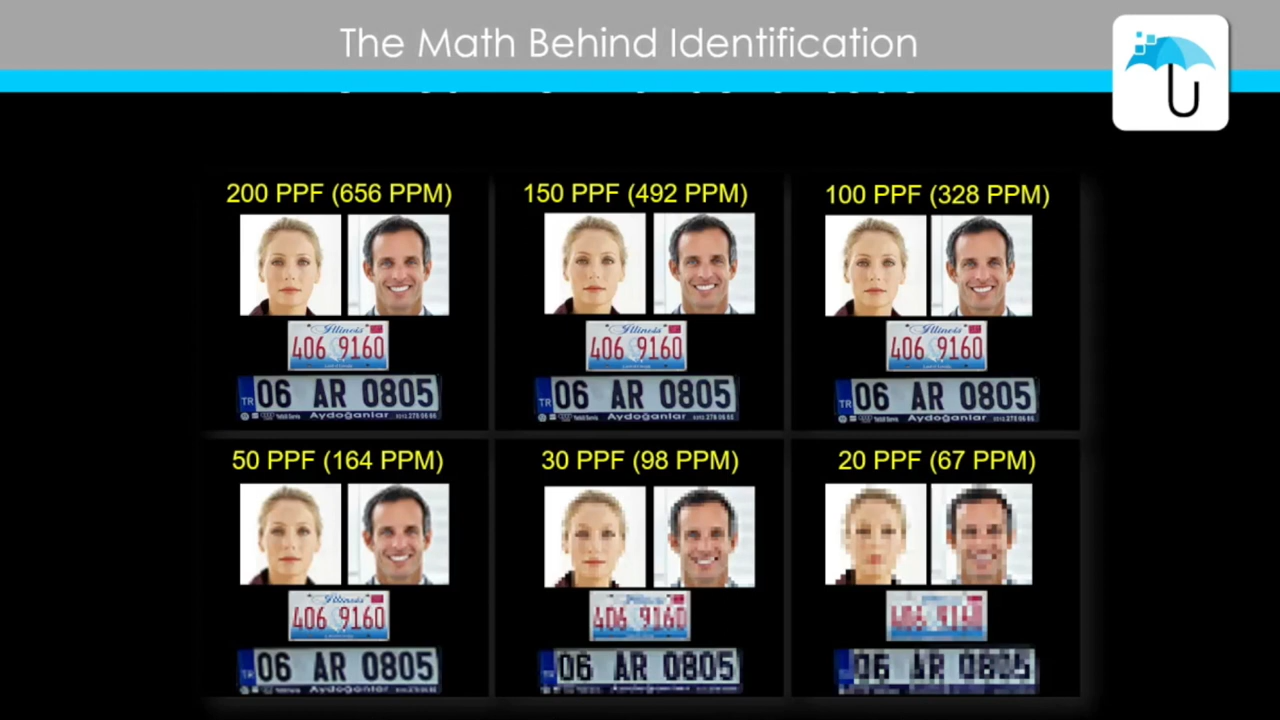 The Math Behind Identification
200 PPF (656 PPM)
150 PPF (492 PPM)
100 PPF (328 PPM)
Illinois
406 9160
Illinois
406 9160
Illinois
406 9160
TR 06 AR 0805
Aydoğanlar
TR 06 AR 0805
Aydoğanlar
TR 06 AR 0805
Aydoğanlar
50 PPF (164 PPM)
30 PPF (98 PPM)
20 PPF (67 PPM)
Illinois
406 9160
406 9160
TR 06 AR 0805
Aydoğanlar
06 AR 0805
06 AR 0805